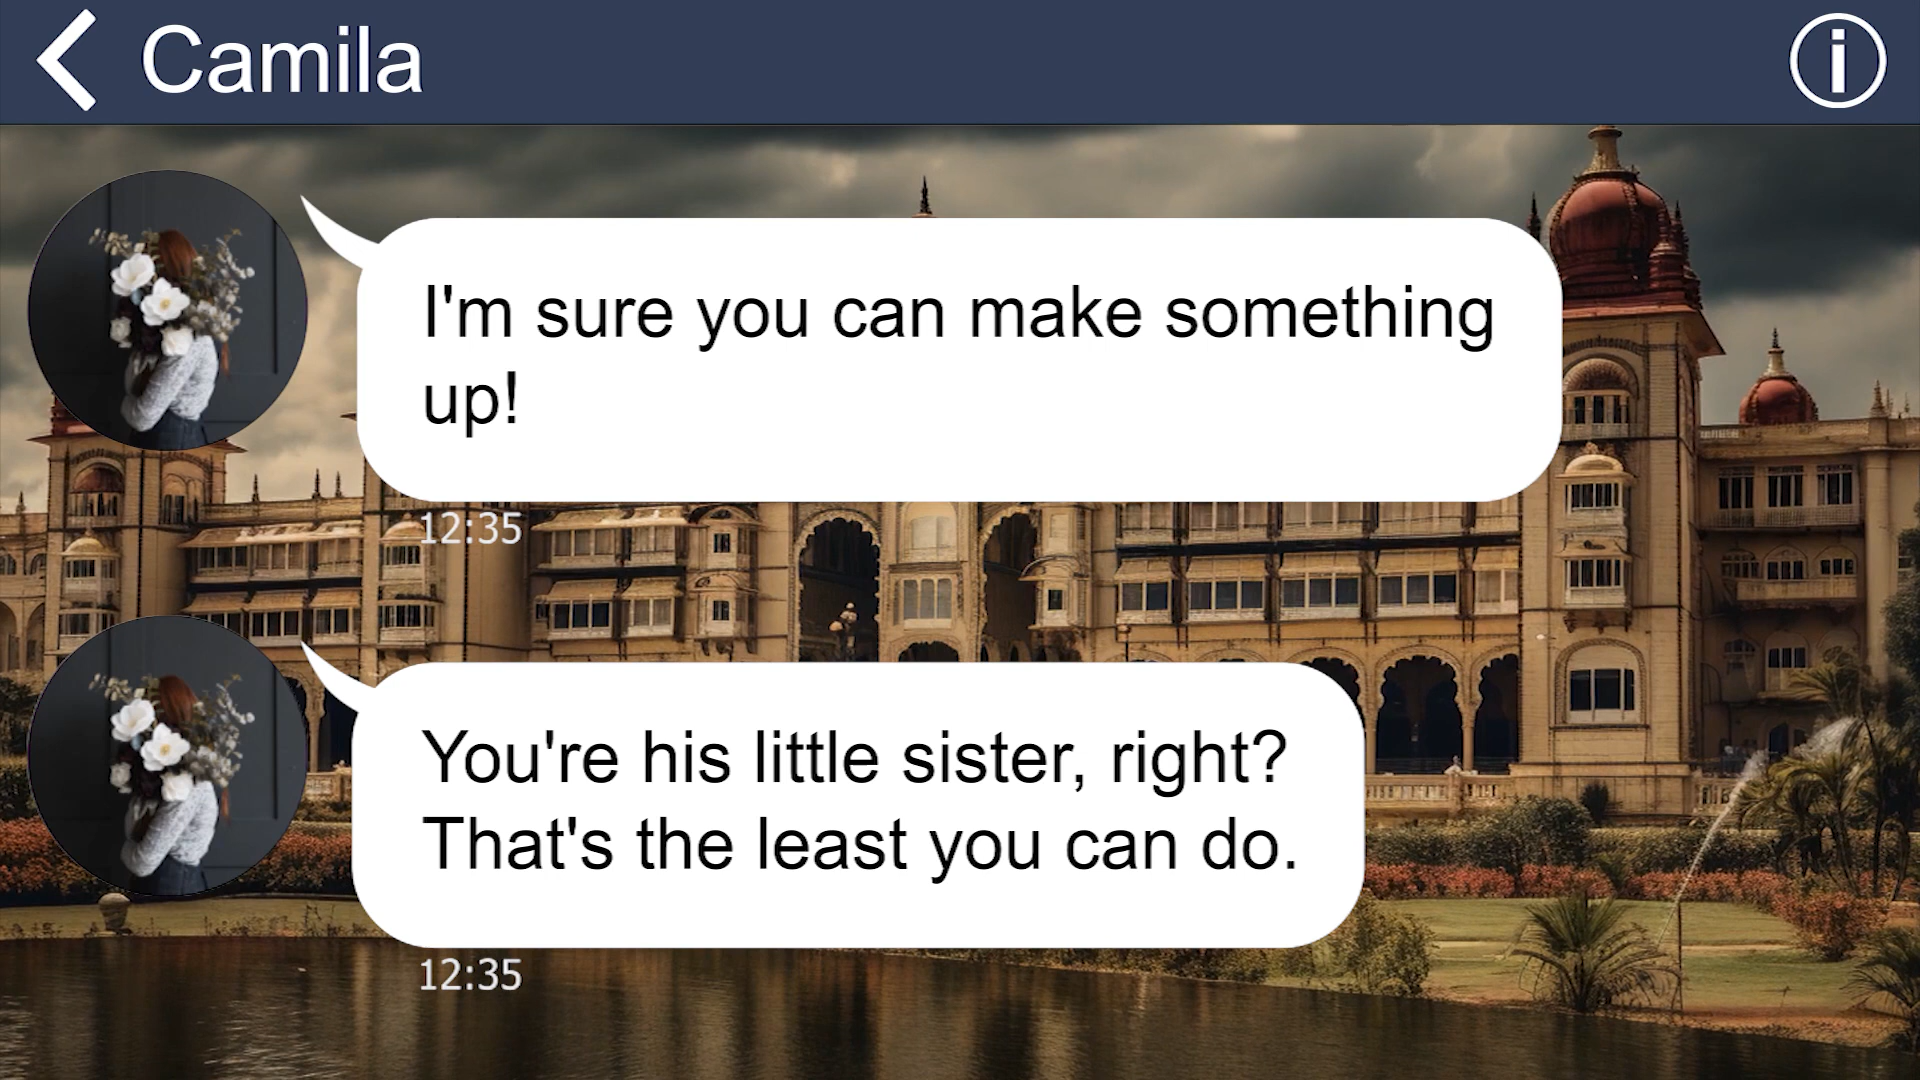 Camila
I'm sure you can make something
up!
12:35
You're his little sister, right?
That's the least you can do.
12:35